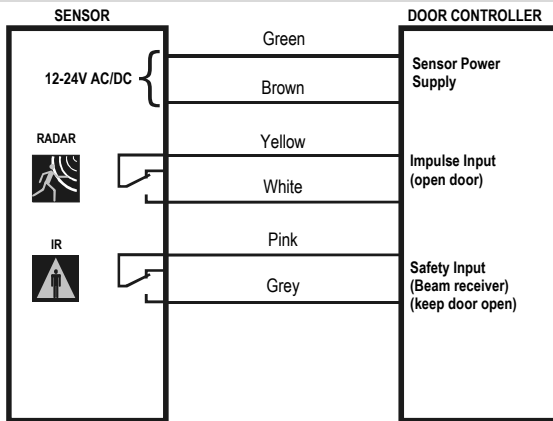 SENSOR
DOOR CONTROLLER
Green
12-24V AC/DC
Sensor Power
Supply
Brown
RADAR
Yellow
Impulse Input
(open door)
White
IR
Pink
Safety Input
(Beam receiver)
(keep door open)
Grey